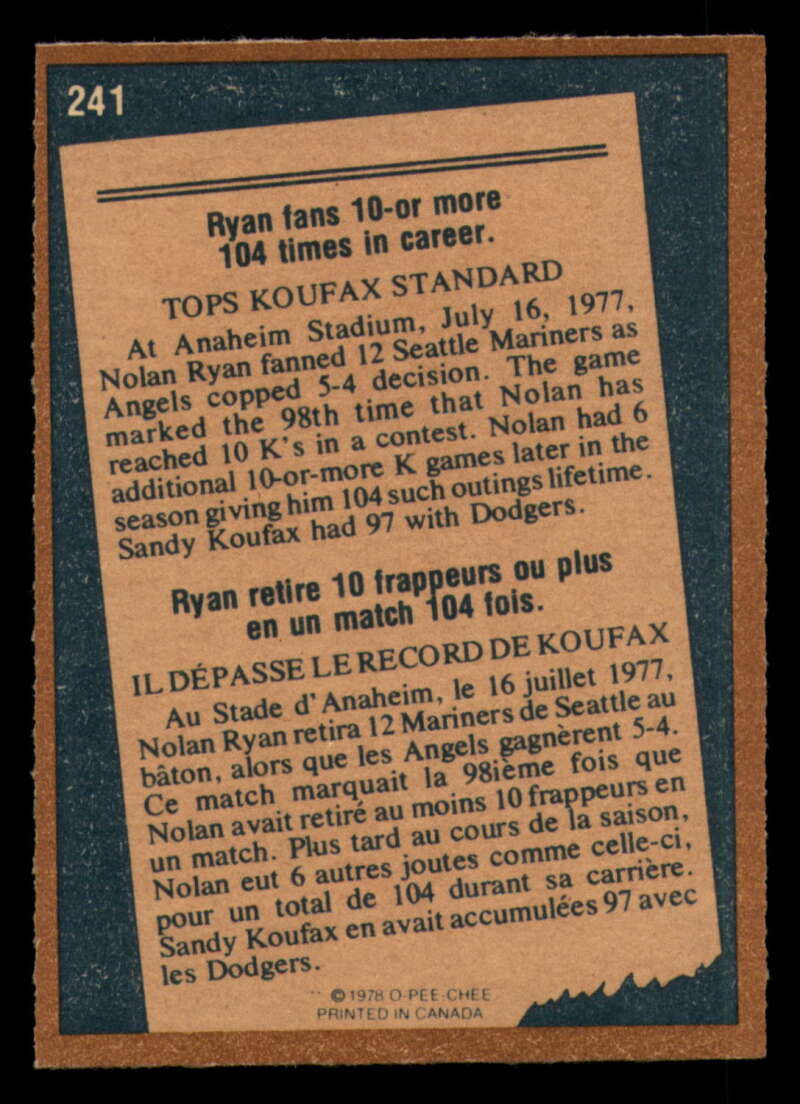 241
Ryan fans 10-or more
104 times in career.
TOPS KOUFAX STANDARD
At Anaheim Stadium, July 16, 1977,
Nolan Ryan fanned 12 Seattle Mariners as
Angels copped 5-4 decision. The game
marked the 98th time that Nolan has
reached 10 K's in a contest. Nolan had 6
additional 10-or-more K games later in the
season giving him 104 such outings lifetime.
Sandy Koufax had 97 with Dodgers.
Ryan retire 10 frappeurs ou plus
en un match 104 fois.
IL DÉPASSE LE RECORD DE KOUFAX
Au Stade d'Anaheim, le 16 juillet 1977,
Nolan Ryan retira 12 Mariners de Seattle au
bâton, alors que les Angels gagnèrent 5-4.
Ce match marquait la 98ième fois que
Nolan avait retiré au moins 10 frappeurs en
un match. Plus tard au cours de la saison,
Nolan eut 6 autres joutes comme celle-ci,
pour un total de 104 durant sa carrière.
Sandy Koufax en avait accumulées 97 avec
les Dodgers.
© 1978 O-PEE-CHEE
PRINTED IN CANADA